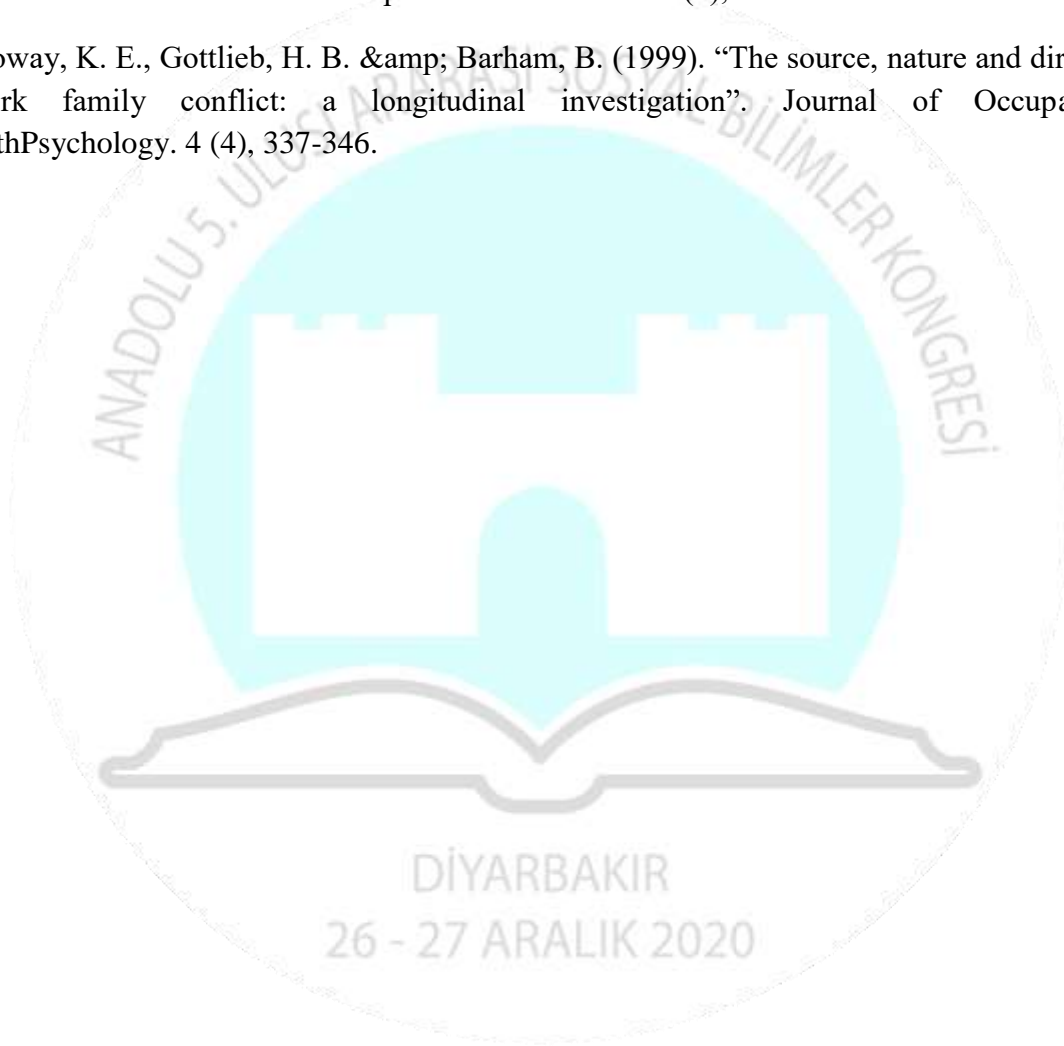 oway, K. E., Gottlieb, H. B. &amp; Barham, B. (1999). “The source, nature and dir
rk family conflict: a longitudinal investigation”. Journal of Occupa
thPsychology. 4 (4), 337-346.
ANADOLU 5. ULUSLARARASI SOSYAL BİLİMLER KONGRESİ
DİYARBAKIR
26 - 27 ARALIK 2020